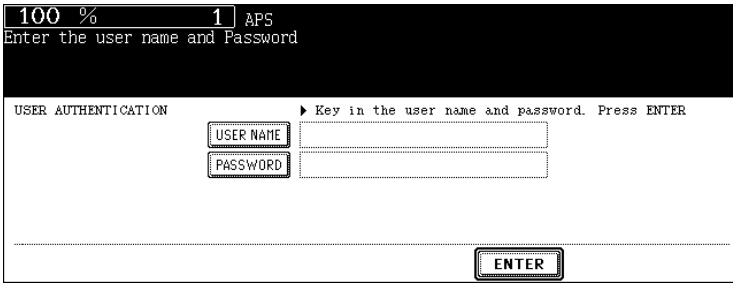 100 % 1 APS
Enter the user name and Password
USER AUTHENTICATION ▶ Key in the user name and password. Press ENTER
USER NAME
PASSWORD
ENTER